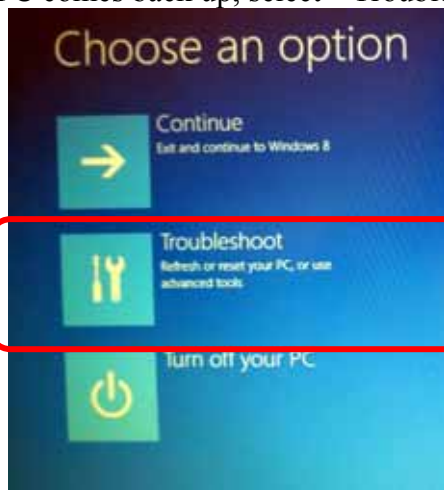 PC comes back up, select "Troubl
Choose an option
Continue
Exit and continue to Windows 8
Troubleshoot
Refresh or reset your PC, or use
advanced tools
Turn off your PC